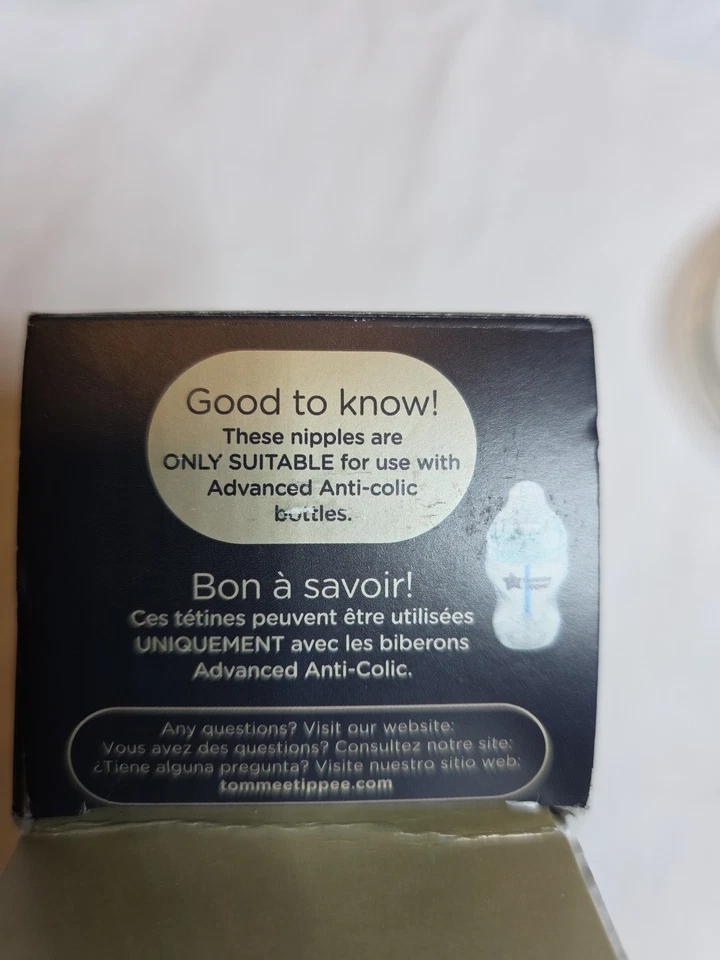 Good to know!
These nipples are
ONLY SUITABLE for use with
Advanced Anti-colic
bottles.
Bon à savoir!
Ces tétines peuvent être utilisées
UNIQUEMENT avec les biberons
Advanced Anti-Colic.
Any questions? Visit our website:
Vous avez des questions? Consultez notre site:
¿Tiene alguna pregunta? Visite nuestro sitio web:
tommeetippee.com